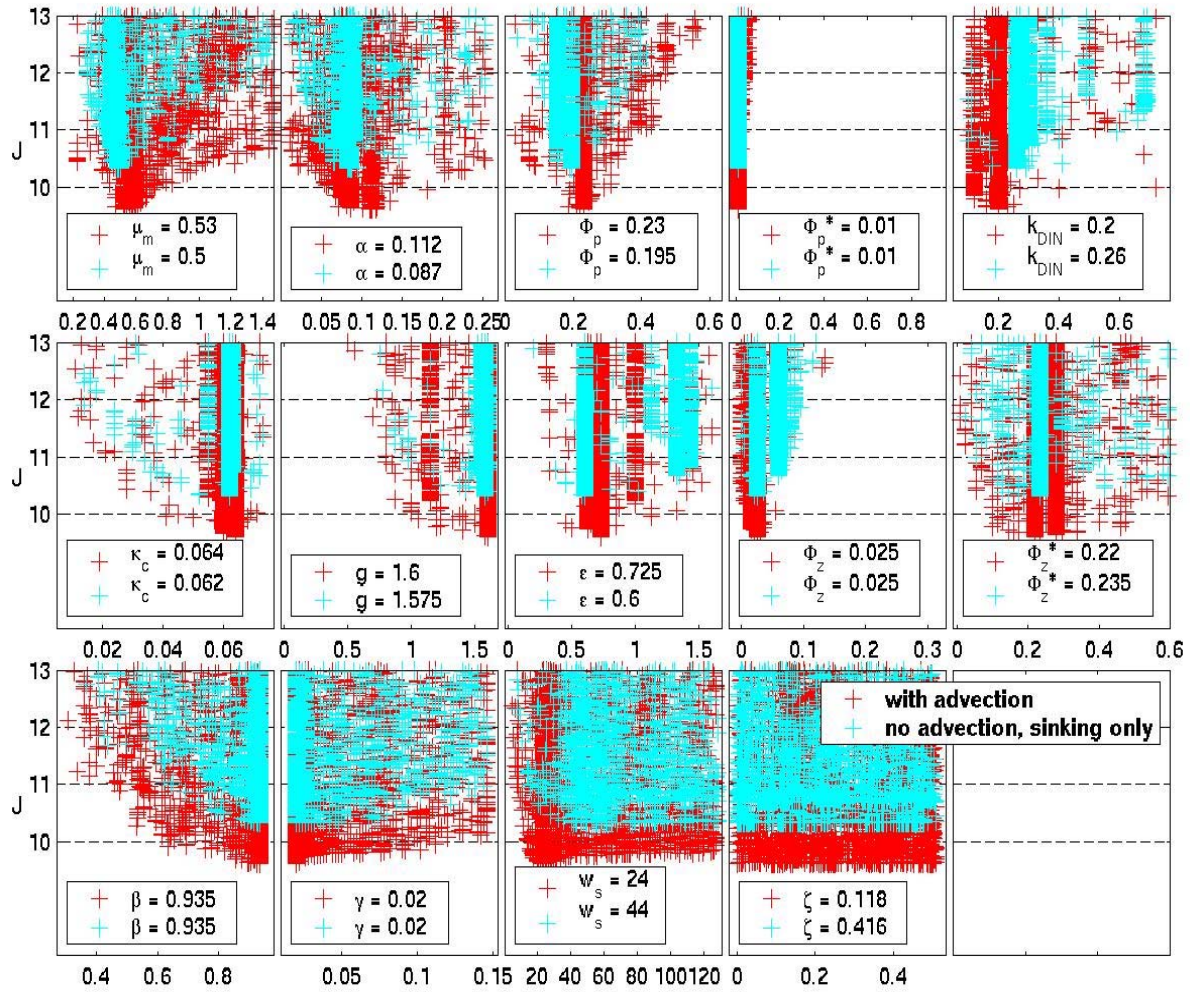 13
12
11
10
J
μm = 0.53
μm = 0.5
α = 0.112
α = 0.087
Φp = 0.23
Φp = 0.195
Φp* = 0.01
Φp* = 0.01
kDIN = 0.2
kDIN = 0.26
0.2 0.4 0.6 0.8 1 1.2 1.4
0.05 0.1 0.15 0.2 0.25
0 0.2 0.4 0.6
0 0.2 0.4 0.6 0.8
0 0.2 0.4 0.6
13
12
11
10
J
κc = 0.064
κc = 0.062
g = 1.6
g = 1.575
ε = 0.725
ε = 0.6
Φz = 0.025
Φz = 0.025
Φz* = 0.22
Φz* = 0.235
0.02 0.04 0.06
0 0.5 1 1.5
0 0.5 1 1.5
0 0.1 0.2 0.3
0 0.2 0.4 0.6
13
12
11
10
J
with advection
no advection, sinking only
β = 0.935
β = 0.935
γ = 0.02
γ = 0.02
ws = 24
ws = 44
ζ = 0.118
ζ = 0.416
0.4 0.6 0.8
0.05 0.1 0.15
20 40 60 80 100 120
0 0.2 0.4